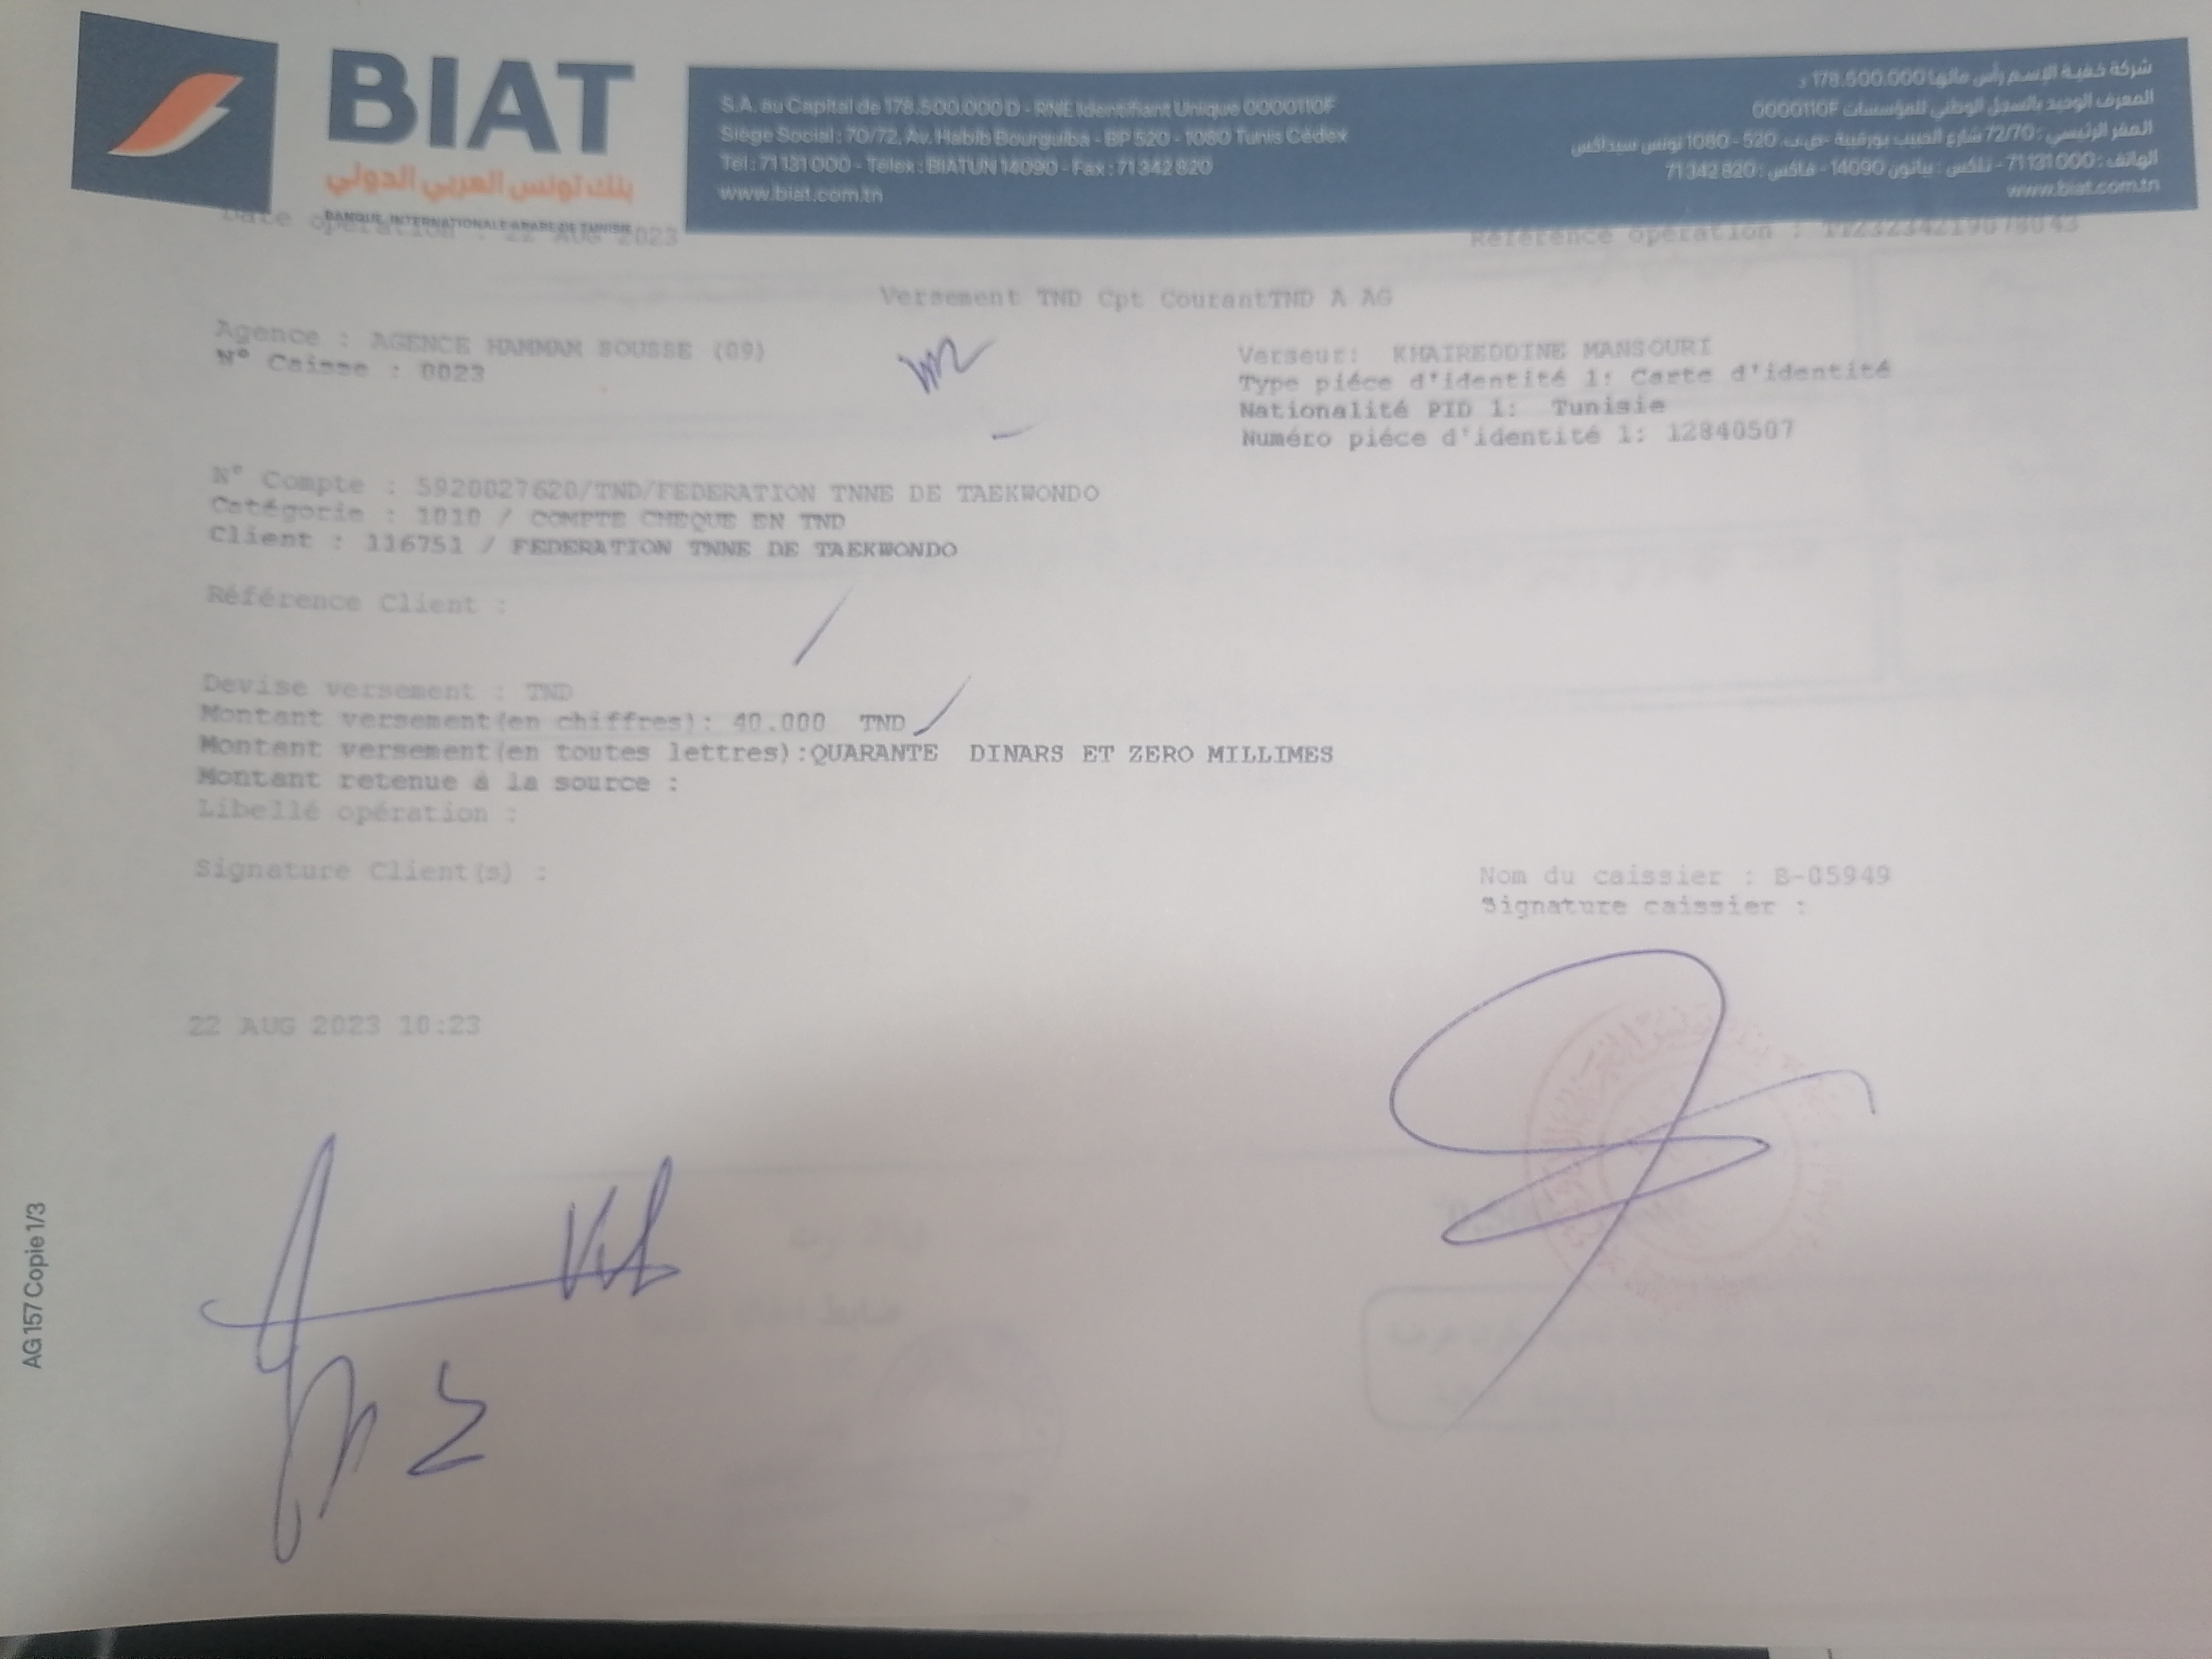 BIAT
بنك تونس العربي الدولي
BANQUE INTERNATIONALE ARABE DE TUNISIE
S.A. au Capital de 178.500.000 D - RNE Identifiant Unique 0000110F
Siège Social : 70/72, Av. Habib Bourguiba - BP 520 - 1080 Tunis Cédex
Tél : 71 131 000 - Télex : BIATUN 14090 - Fax : 71 342 820
www.biat.com.tn
شركة خفية الإسم رأس مالها 178.500.000 د
المعرف الوحيد بالسجل الوطني للمؤسسات 0000110F
المقر الرئيسي : 72/70 شارع الحبيب بورقيبة -ص.ب. 520 - 1080 تونس سيداكس
الهاتف : 71131000 - تلكس : بياتون 14090 - فاكس : 71 342 820
www.biat.com.tn
Date opération : 22 AUG 2023
Référence opération :
Versement TND Cpt CourantTND A AG
Agence : AGENCE HAMMAM SOUSSE (09)
N° Caisse : 0023
Verseur: KHAIREDDINE MANSOURI
Type piéce d'identité 1: Carte d'identité
Nationalité PID 1: Tunisie
Numéro piéce d'identité 1: 12840507
N° Compte : 5920027620/TND/FEDERATION TNNE DE TAEKWONDO
Catégorie : 1010 / COMPTE CHEQUE EN TND
Client : 116751 / FEDERATION TNNE DE TAEKWONDO
Référence Client :
Devise versement : TND
Montant versement(en chiffres): 40.000 TND
Montant versement(en toutes lettres):QUARANTE DINARS ET ZERO MILLIMES
Montant retenue à la source :
Libellé opération :
Signature Client(s) :
Nom du caissier : B-05949
Signature caissier :
22 AUG 2023 10:23
AG 157 Copie 1/3